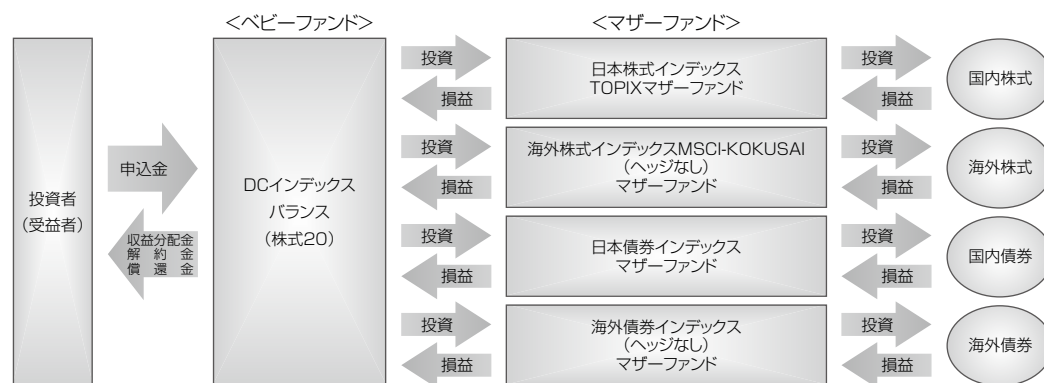 ＜ベビーファンド＞
＜マザーファンド＞
投資者
（受益者）
申込金
収益分配金
解約金
償還金
DCインデックス
バランス
（株式20）
投資
損益
日本株式インデックス
TOPIXマザーファンド
投資
損益
国内株式
投資
損益
海外株式インデックスMSCI-KOKUSAI
（ヘッジなし）
マザーファンド
投資
損益
海外株式
投資
損益
日本債券インデックス
マザーファンド
投資
損益
国内債券
投資
損益
海外債券インデックス
（ヘッジなし）
マザーファンド
投資
損益
海外債券